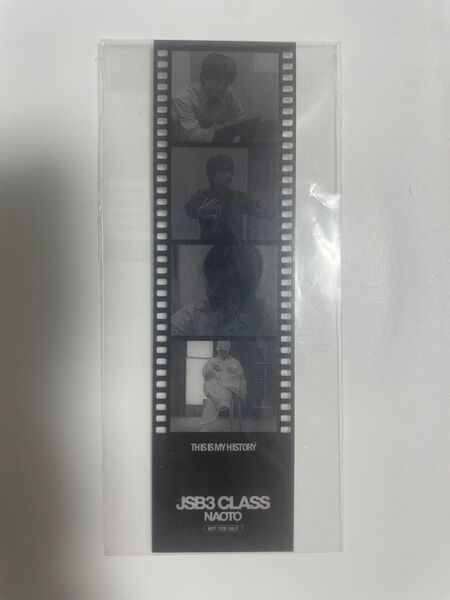 THIS IS MY HISTORY
JSB3 CLASS
NAOTO
NOT FOR SALE